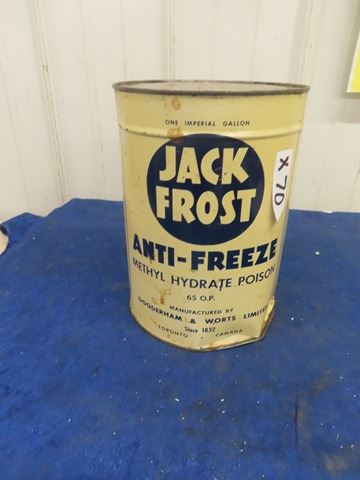 ONE IMPERIAL GALLON
JACK
FROST
X 70
ANTI-FREEZE
METHYL HYDRATE POISON
65 O.P.
MANUFACTURED BY
GOODERHAM & WORTS LIMITED
Since 1832
TORONTO • CANADA